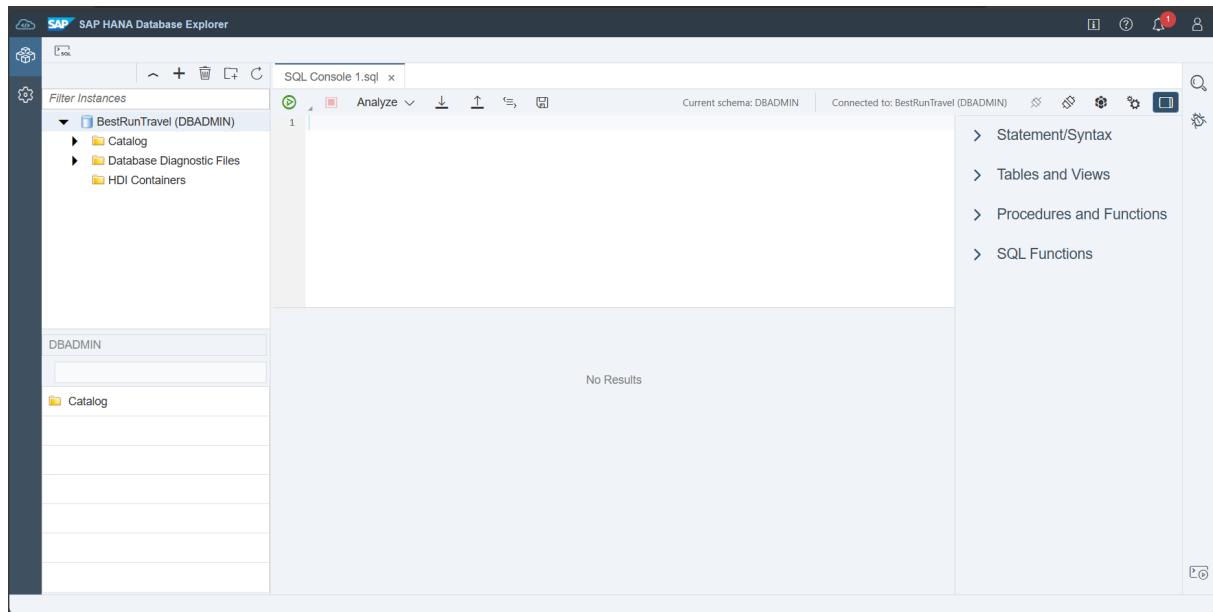 SAP SAP HANA Database Explorer
1
SQL
Filter Instances
BestRunTravel (DBADMIN)
Catalog
Database Diagnostic Files
HDI Containers
DBADMIN
Catalog
SQL Console 1.sql ×
Analyze
Current schema: DBADMIN
Connected to: BestRunTravel (DBADMIN)
1
No Results
Statement/Syntax
Tables and Views
Procedures and Functions
SQL Functions